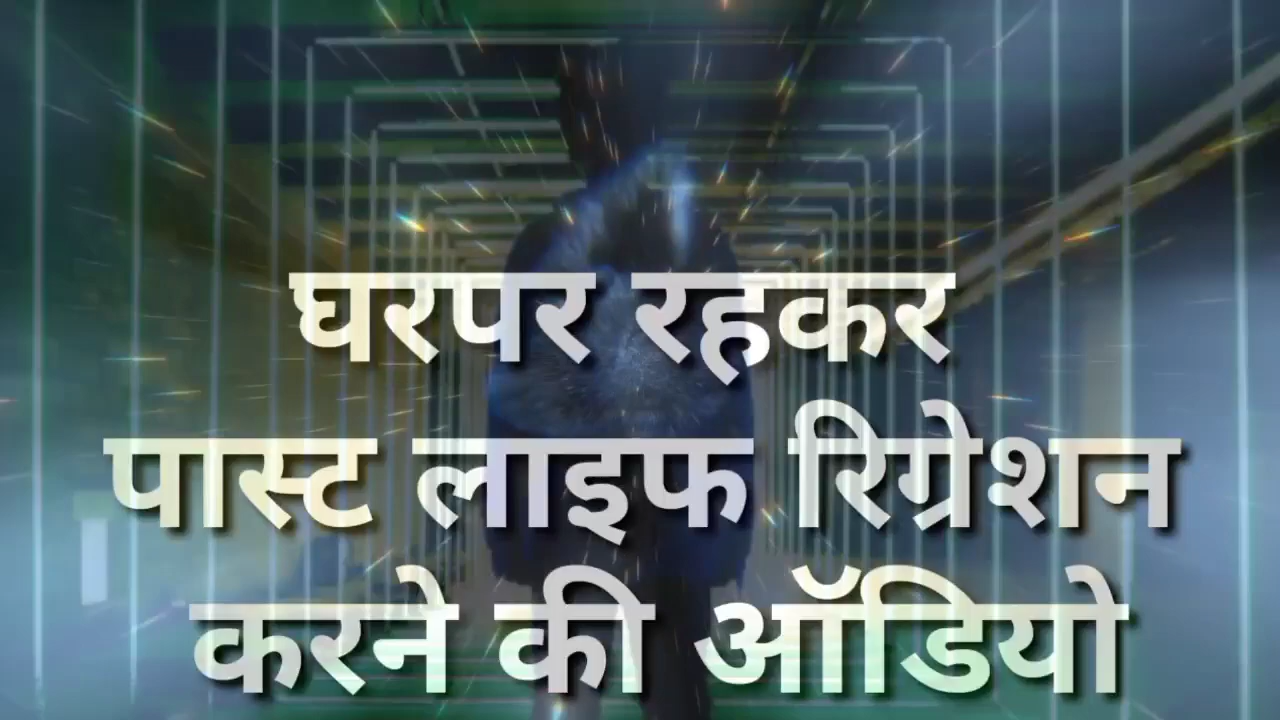 घरपर रहकर
पास्ट लाइफ रिग्रेशन
करने की ऑडियो